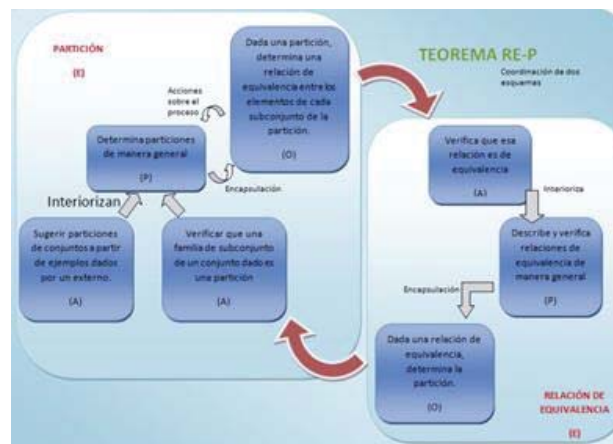 PARTICIÓN
(E)
Dada una partición,
determina una
relación de
equivalencia entre los
elementos de cada
subconjunto de la
partición.
(O)
Acciones
sobre el
proceso
Determina particiones
de manera general
(P)
Encapsulación
Interiorizan
Sugerir particiones
de conjuntos a partir
de ejemplos dados
por un externo.
(A)
Verificar que una
familia de subconjunto
de un conjunto dado es
una partición
(A)
TEOREMA RE-P
Coordinación de dos
esquemas
Verifica que esa
relación es de
equivalencia
(A)
Interioriza
Describe y verifica
relaciones de
equivalencia de
manera general
(P)
Encapsulación
Dada una relación de
equivalencia,
determina la
partición.
(O)
RELACIÓN DE
EQUIVALENCIA
(E)